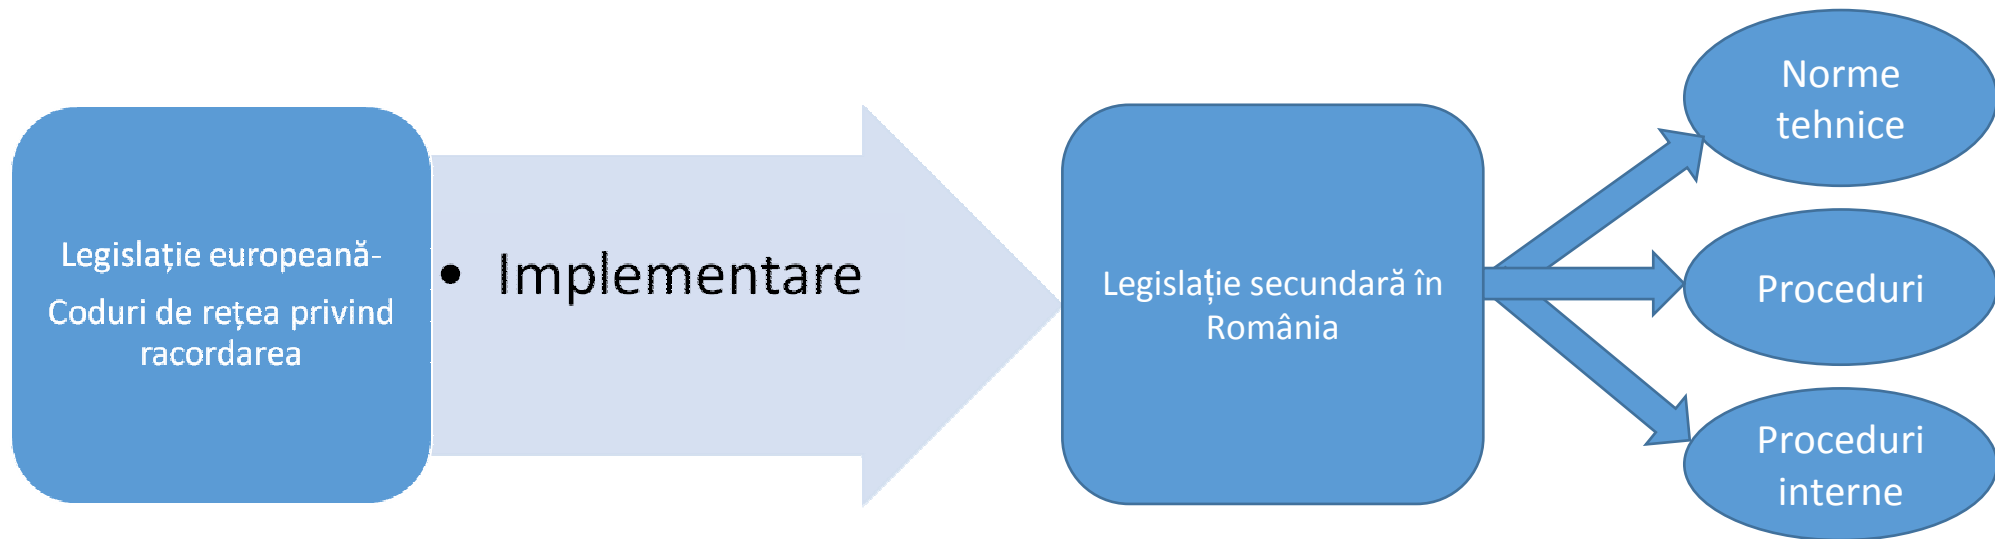 Legislație europeană-
Coduri de rețea privind
racordarea
• Implementare
Legislație secundară în
România
Norme
tehnice
Proceduri
Proceduri
interne